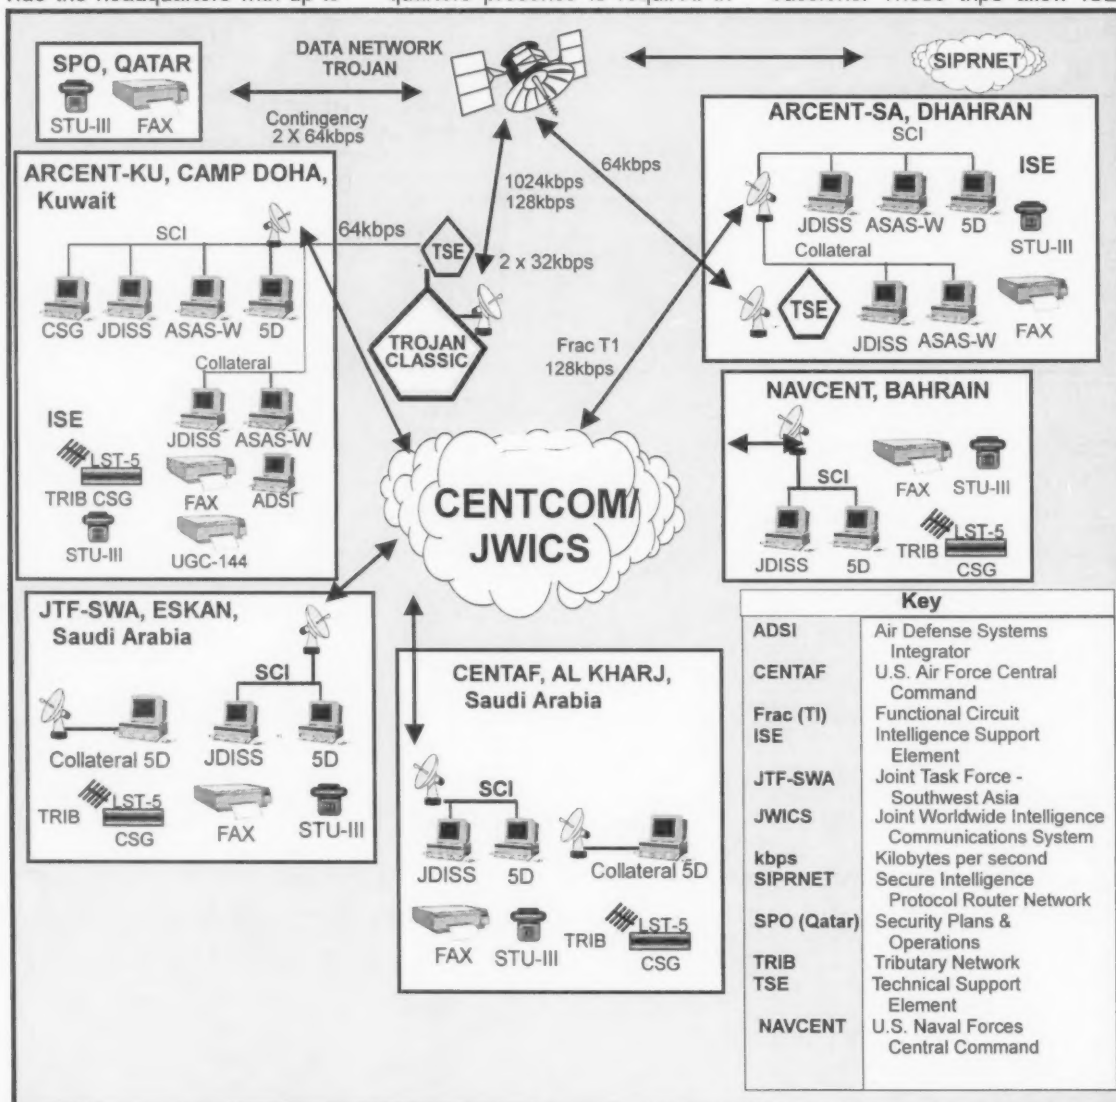 SPO, QATAR
STU-III
FAX
DATA NETWORK
TROJAN
Contingency
2 X 64kbps
SIPRNET
ARCENT-KU, CAMP DOHA,
Kuwait
SCI
64kbps
CSG
JDISS
ASAS-W
5D
Collateral
JDISS
ASAS-W
ISE
LST-5
TRIB CSG
FAX
ADSI
STU-III
UGC-144
1024kbps
128kbps
TSE
2 x 32kbps
TROJAN
CLASSIC
64kbps
Frac T1
128kbps
ARCENT-SA, DHAHRAN
SCI
ISE
JDISS
ASAS-W
5D
STU-III
Collateral
TSE
JDISS
ASAS-W
FAX
CENTCOM/
JWICS
NAVCENT, BAHRAIN
SCI
FAX
STU-III
JDISS
5D
TRIB
LST-5
CSG
JTF-SWA, ESKAN,
Saudi Arabia
SCI
Collateral 5D
JDISS
5D
TRIB
LST-5
CSG
FAX
STU-III
CENTAF, AL KHARJ,
Saudi Arabia
SCI
JDISS
5D
Collateral 5D
FAX
STU-III
TRIB
LST-5
CSG
Key
ADSI Air Defense Systems
Integrator
CENTAF U.S. Air Force Central
Command
Frac (TI) Functional Circuit
ISE Intelligence Support
Element
JTF-SWA Joint Task Force -
Southwest Asia
JWICS Joint Worldwide Intelligence
Communications System
kbps Kilobytes per second
SIPRNET Secure Intelligence
Protocol Router Network
SPO (Qatar) Security Plans &
Operations
TRIB Tributary Network
TSE Technical Support
Element
NAVCENT U.S. Naval Forces
Central Command